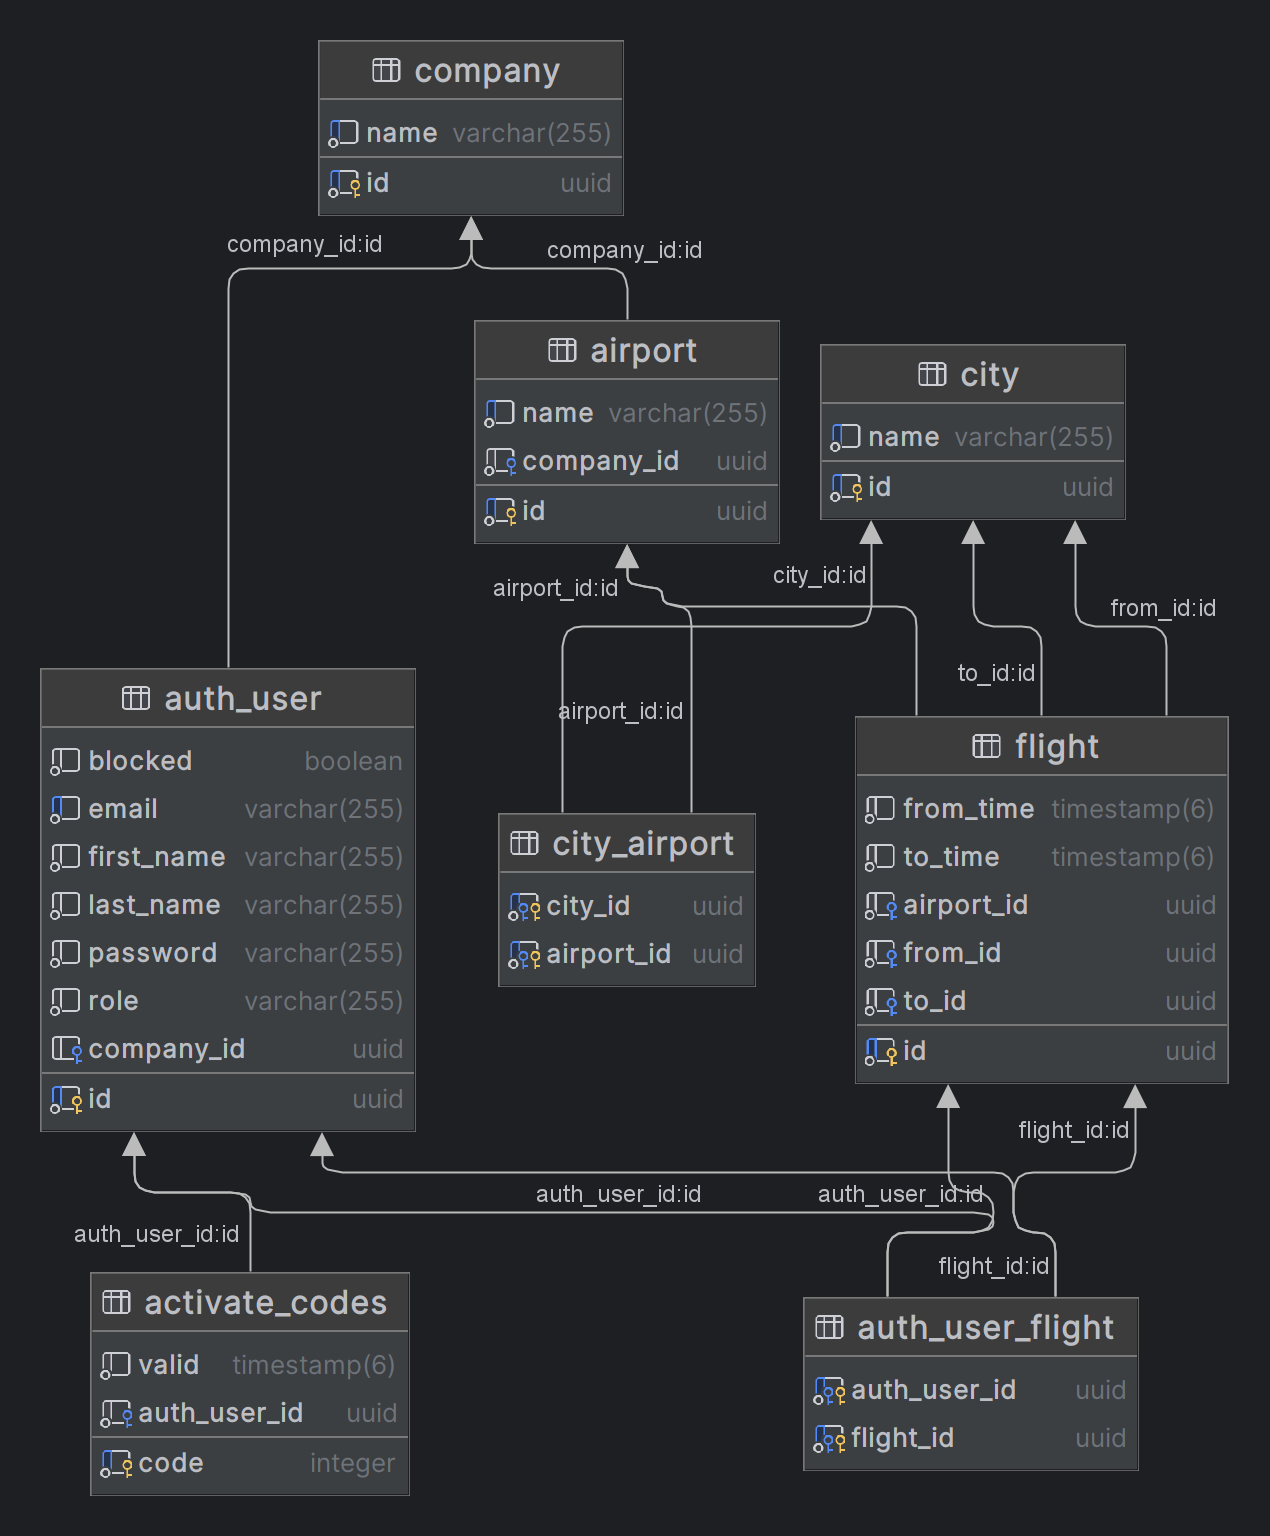 company
name varchar(255)
id uuid
company_id:id
company_id:id
airport
name varchar(255)
company_id uuid
id uuid
city
name varchar(255)
id uuid
airport_id:id
city_id:id
from_id:id
to_id:id
airport_id:id
auth_user
blocked boolean
email varchar(255)
first_name varchar(255)
last_name varchar(255)
password varchar(255)
role varchar(255)
company_id uuid
id uuid
city_airport
city_id uuid
airport_id uuid
flight
from_time timestamp(6)
to_time timestamp(6)
airport_id uuid
from_id uuid
to_id uuid
id uuid
flight_id:id
auth_user_id:id
auth_user_id:id
auth_user_id:id
flight_id:id
activate_codes
valid timestamp(6)
auth_user_id uuid
code integer
auth_user_flight
auth_user_id uuid
flight_id uuid